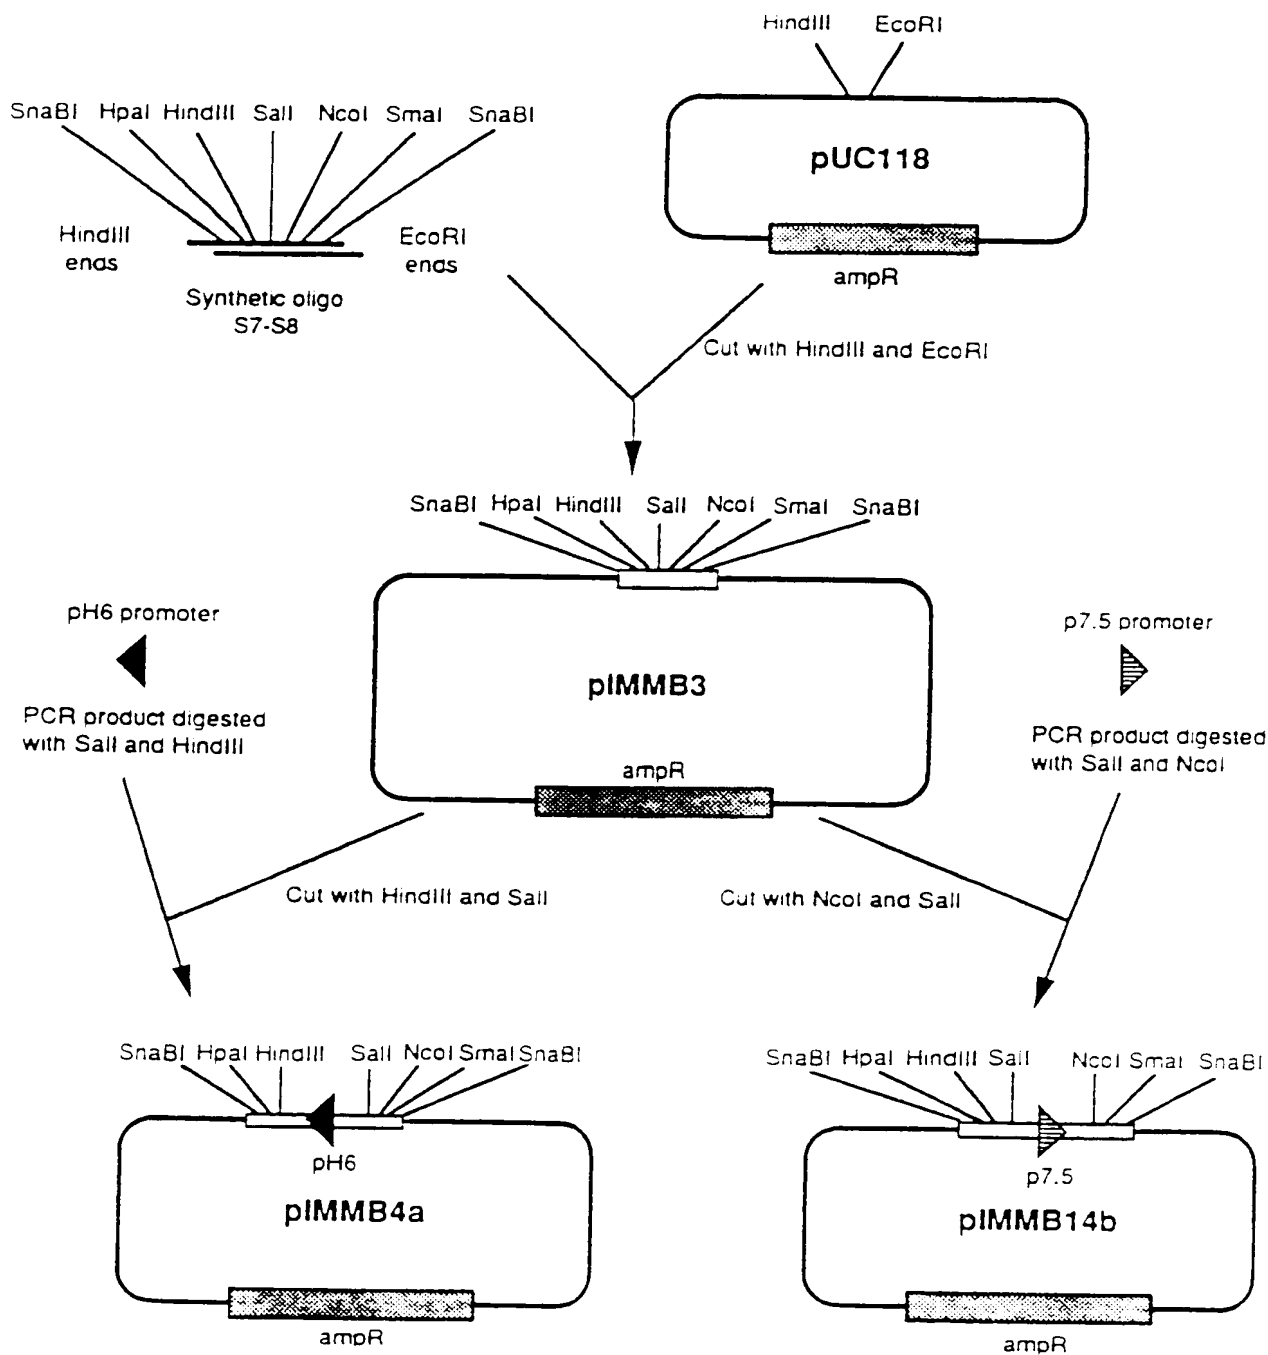 HindIII EcoRI
SnaBI HpaI HindIII SalI NcoI SmaI SnaBI
pUC118
HindIII
ends
EcoRI
ends
ampR
Synthetic oligo
S7-S8
Cut with HindIII and EcoRI
SnaBI HpaI HindIII SalI NcoI SmaI SnaBI
pH6 promoter
p7.5 promoter
pIMMB3
PCR product digested
with SalI and HindIII
PCR product digested
with SalI and NcoI
ampR
Cut with HindIII and SalI
Cut with NcoI and SalI
SnaBI HpaI HindIII SalI NcoI SmaI SnaBI
SnaBI HpaI HindIII SalI NcoI SmaI SnaBI
pH6
p7.5
pIMMB4a
pIMMB14b
ampR
ampR